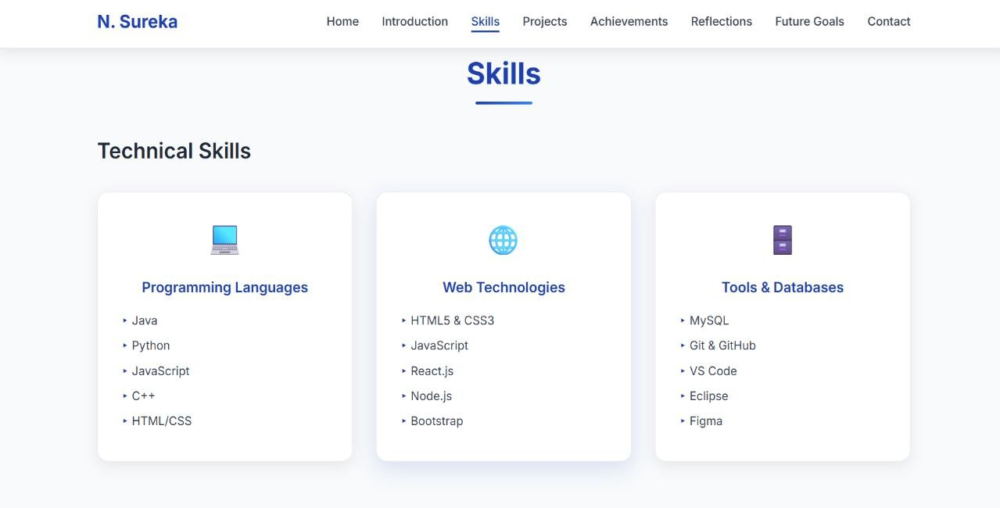 N. Sureka
Home Introduction Skills Projects Achievements Reflections Future Goals Contact
Skills
Technical Skills
Programming Languages
‣ Java
‣ Python
‣ JavaScript
‣ C++
‣ HTML/CSS
Web Technologies
‣ HTML5 & CSS3
‣ JavaScript
‣ React.js
‣ Node.js
‣ Bootstrap
Tools & Databases
‣ MySQL
‣ Git & GitHub
‣ VS Code
‣ Eclipse
‣ Figma